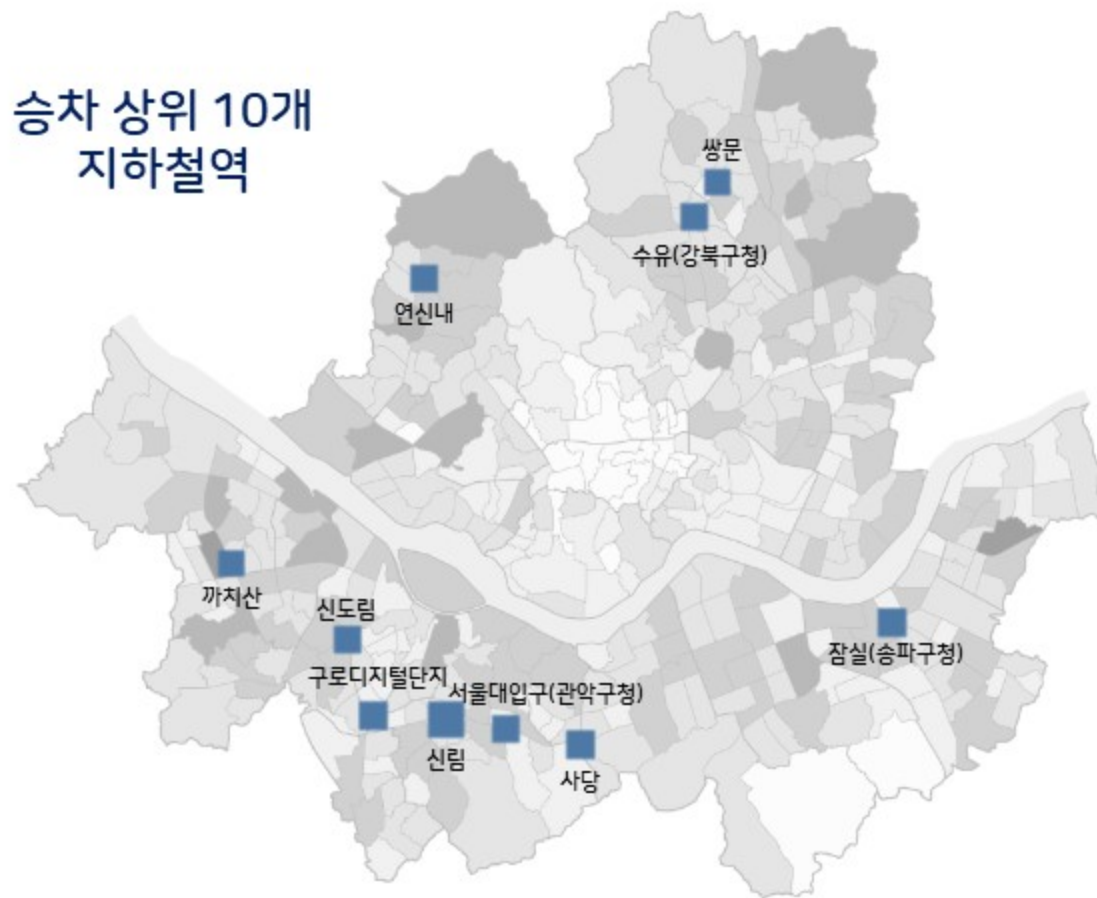 승차 상위 10개
지하철역
쌍문
수유(강북구청)
연신내
까치산
신도림
잠실(송파구청)
구로디지털단지
서울대입구(관악구청)
신림
사당